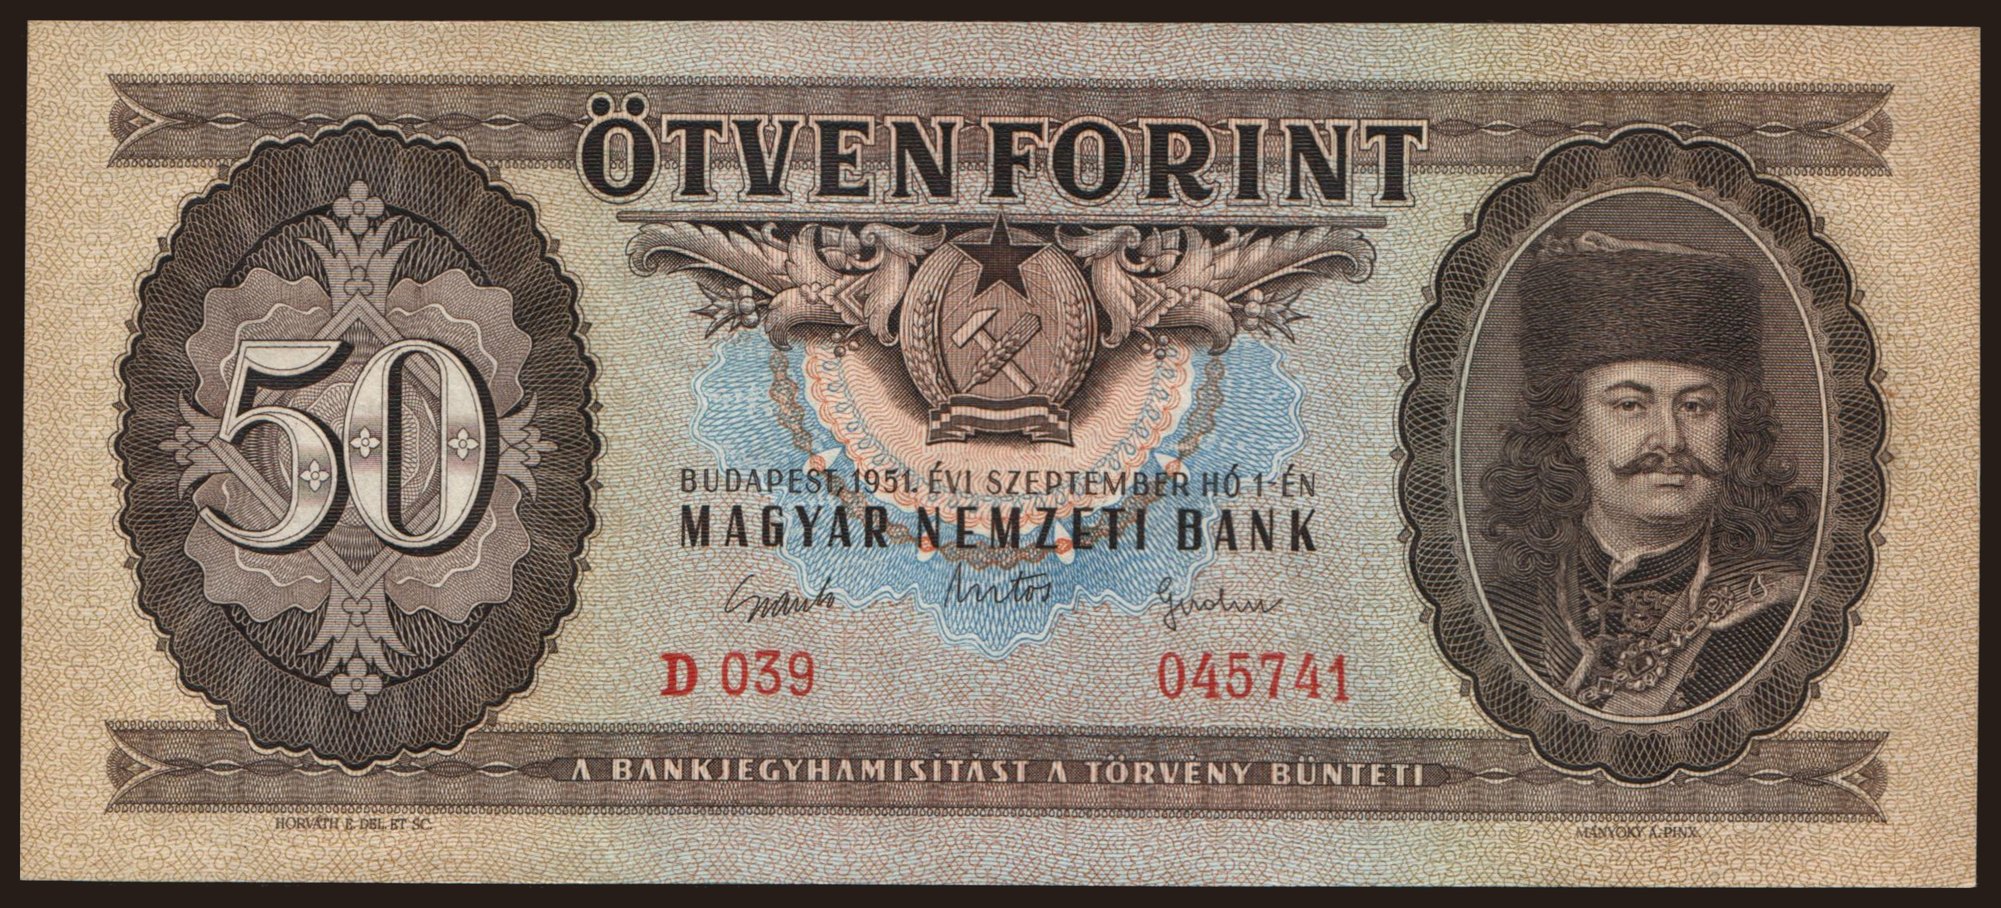 ÖTVEN FORINT
50
BUDAPEST, 1951. ÉVI SZEPTEMBER HÓ 1-ÉN
MAGYAR NEMZETI BANK
D 039 045741
A BANKJEGYHAMISÍTÁST A TÖRVÉNY BÜNTETI
HORVÁTH E. DEL. ET SC.
MÁNYOKY Á. PINX.